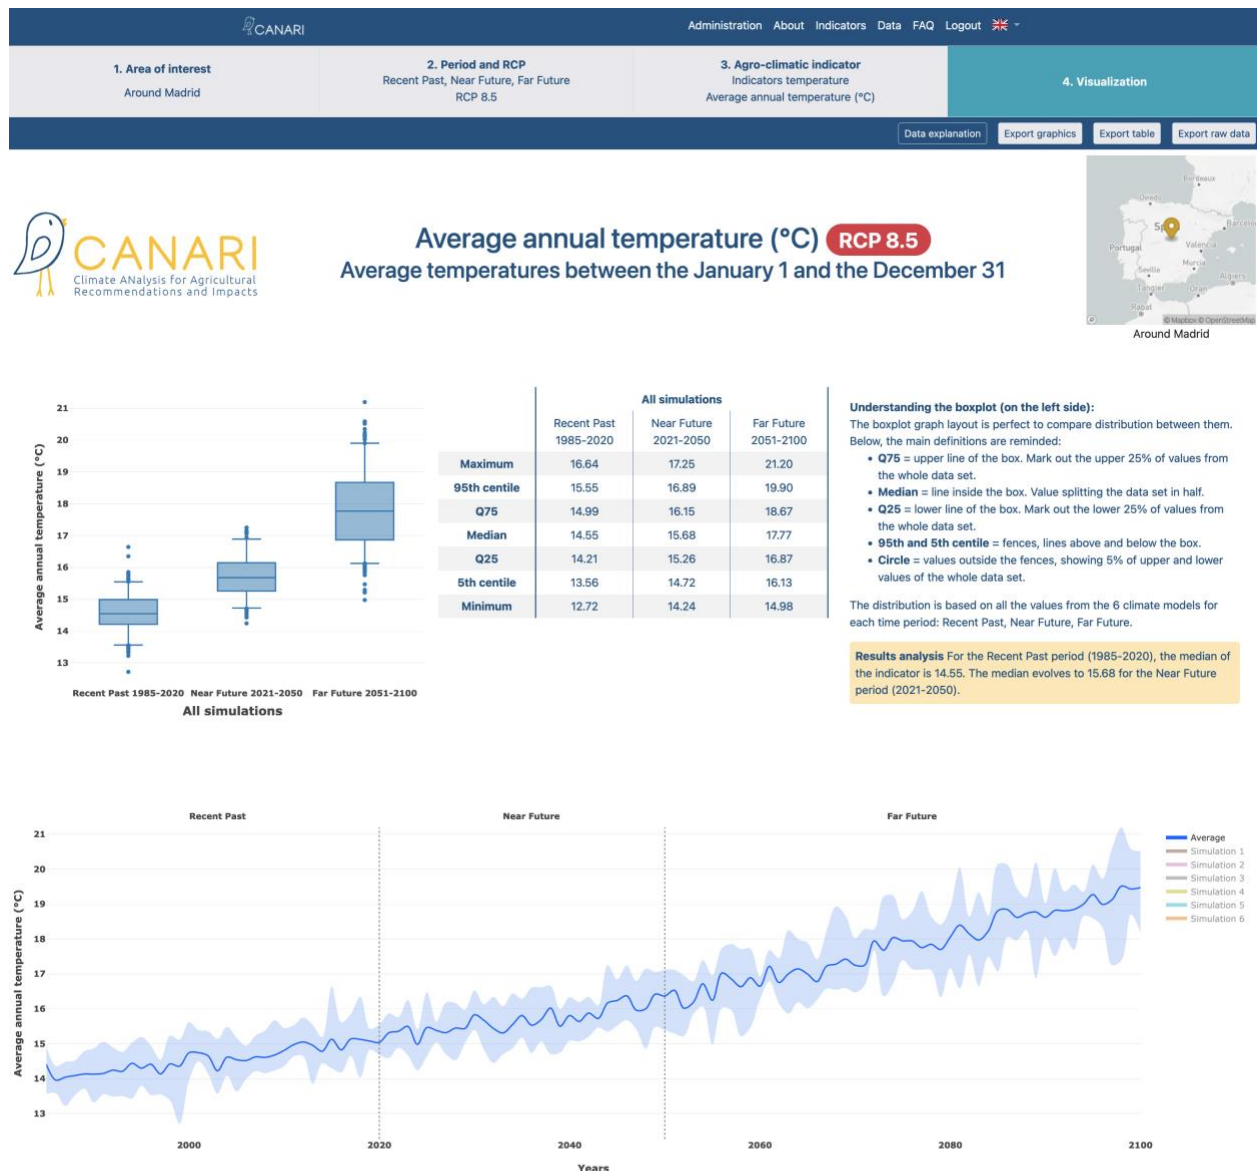 CANARI
Administration About Indicators Data FAQ Logout
1. Area of interest
Around Madrid
2. Period and RCP
Recent Past, Near Future, Far Future
RCP 8.5
3. Agro-climatic indicator
Indicators temperature
Average annual temperature (°C)
4. Visualization
Data explanation Export graphics Export table Export raw data
CANARI
Climate ANalysis for Agricultural
Recommendations and Impacts
Average annual temperature (°C) RCP 8.5
Average temperatures between the January 1 and the December 31
Bordeaux
Oviedo
Barcelon
Portugal
Valencia
Murcia
Seville
Algiers
Tangier
Oran
Rabat
© Mapbox © OpenStreetMap
Around Madrid
Average annual temperature (°C)
21
20
19
18
17
16
15
14
13
Recent Past 1985-2020 Near Future 2021-2050 Far Future 2051-2100
All simulations
All simulations
Recent Past 1985-2020 Near Future 2021-2050 Far Future 2051-2100
Maximum 16.64 17.25 21.20
95th centile 15.55 16.89 19.90
Q75 14.99 16.15 18.67
Median 14.55 15.68 17.77
Q25 14.21 15.26 16.87
5th centile 13.56 14.72 16.13
Minimum 12.72 14.24 14.98
Understanding the boxplot (on the left side):
The boxplot graph layout is perfect to compare distribution between them.
Below, the main definitions are reminded:
• Q75 = upper line of the box. Mark out the upper 25% of values from
the whole data set.
• Median = line inside the box. Value splitting the data set in half.
• Q25 = lower line of the box. Mark out the lower 25% of values from
the whole data set.
• 95th and 5th centile = fences, lines above and below the box.
• Circle = values outside the fences, showing 5% of upper and lower
values of the whole data set.
The distribution is based on all the values from the 6 climate models for
each time period: Recent Past, Near Future, Far Future.
Results analysis For the Recent Past period (1985-2020), the median of
the indicator is 14.55. The median evolves to 15.68 for the Near Future
period (2021-2050).
Recent Past Near Future Far Future
Average annual temperature (°C)
21
20
19
18
17
16
15
14
13
2000 2020 2040 2060 2080 2100
Years
Average
Simulation 1
Simulation 2
Simulation 3
Simulation 4
Simulation 5
Simulation 6